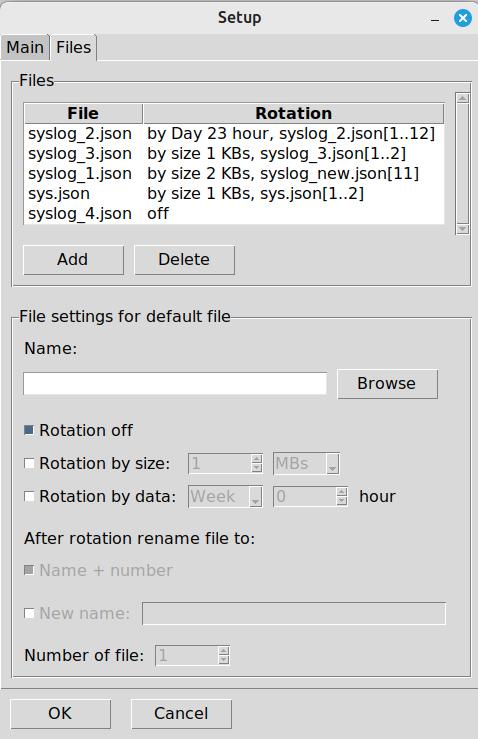 Setup
Main Files
Files
File Rotation
syslog_2.json by Day 23 hour, syslog_2.json[1..12]
syslog_3.json by size 1 KBs, syslog_3.json[1..2]
syslog_1.json by size 2 KBs, syslog_new.json[11]
sys.json by size 1 KBs, sys.json[1..2]
syslog_4.json off
Add Delete
File settings for default file
Name:
Browse
Rotation off
Rotation by size: 1 MBs
Rotation by data: Week 0 hour
After rotation rename file to:
Name + number
New name:
Number of file: 1
OK Cancel